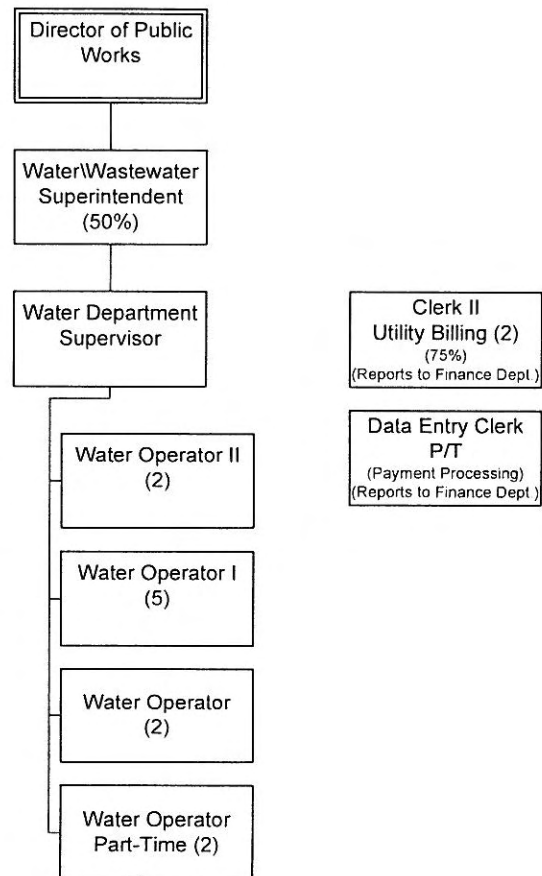 Director of Public
Works
Water\Wastewater
Superintendent
(50%)
Water Department
Supervisor
Clerk II
Utility Billing (2)
(75%)
(Reports to Finance Dept.)
Data Entry Clerk
P/T
(Payment Processing)
(Reports to Finance Dept.)
Water Operator II
(2)
Water Operator I
(5)
Water Operator
(2)
Water Operator
Part-Time (2)